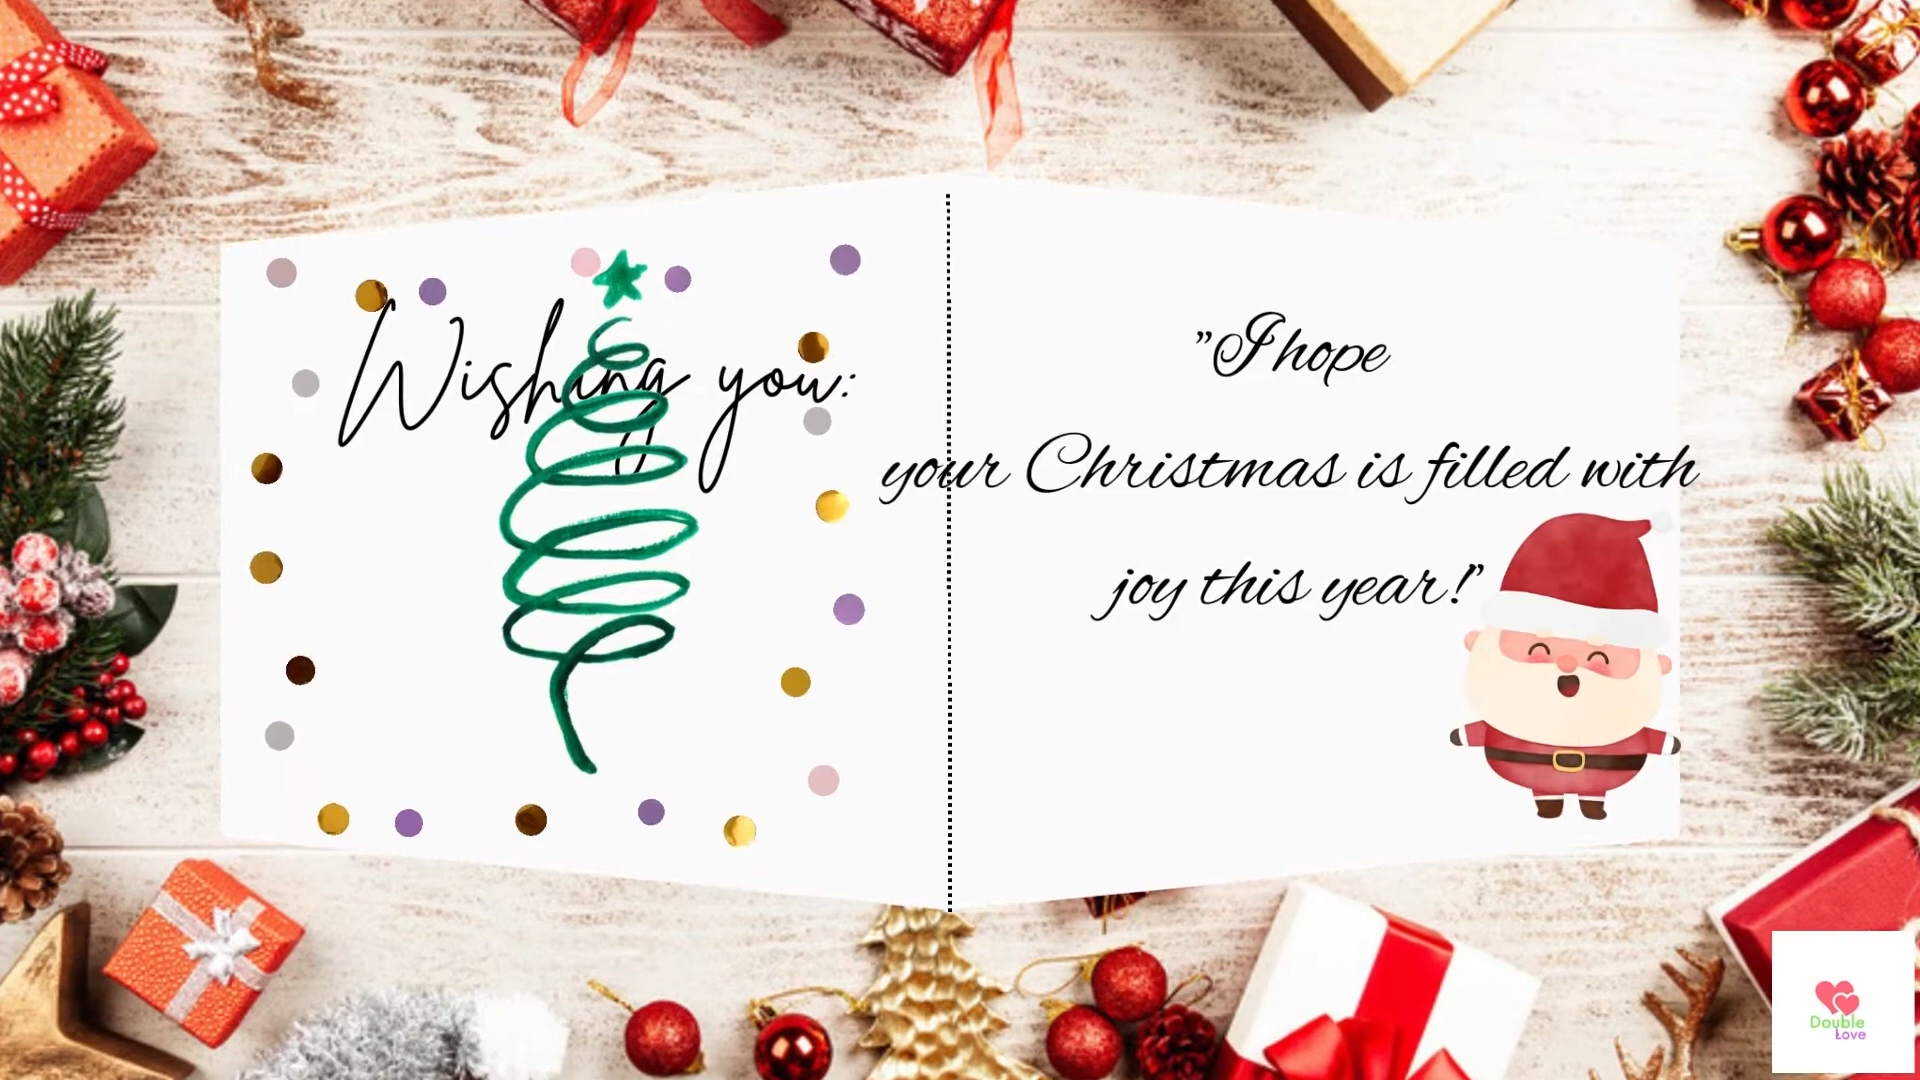 Wishing you:
"I hope
your Christmas is filled with
joy this year!"
Double
Love